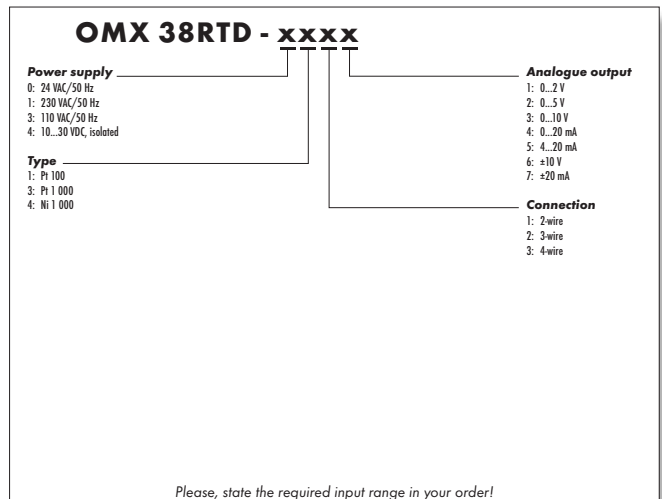 OMX 38RTD - xxxx
Power supply
0: 24 VAC/50 Hz
1: 230 VAC/50 Hz
3: 110 VAC/50 Hz
4: 10...30 VDC, isolated
Type
1: Pt 100
3: Pt 1 000
4: Ni 1 000
Analogue output
1: 0...2 V
2: 0...5 V
3: 0...10 V
4: 0...20 mA
5: 4...20 mA
6: ±10 V
7: ±20 mA
Connection
1: 2-wire
2: 3-wire
3: 4-wire
Please, state the required input range in your order!